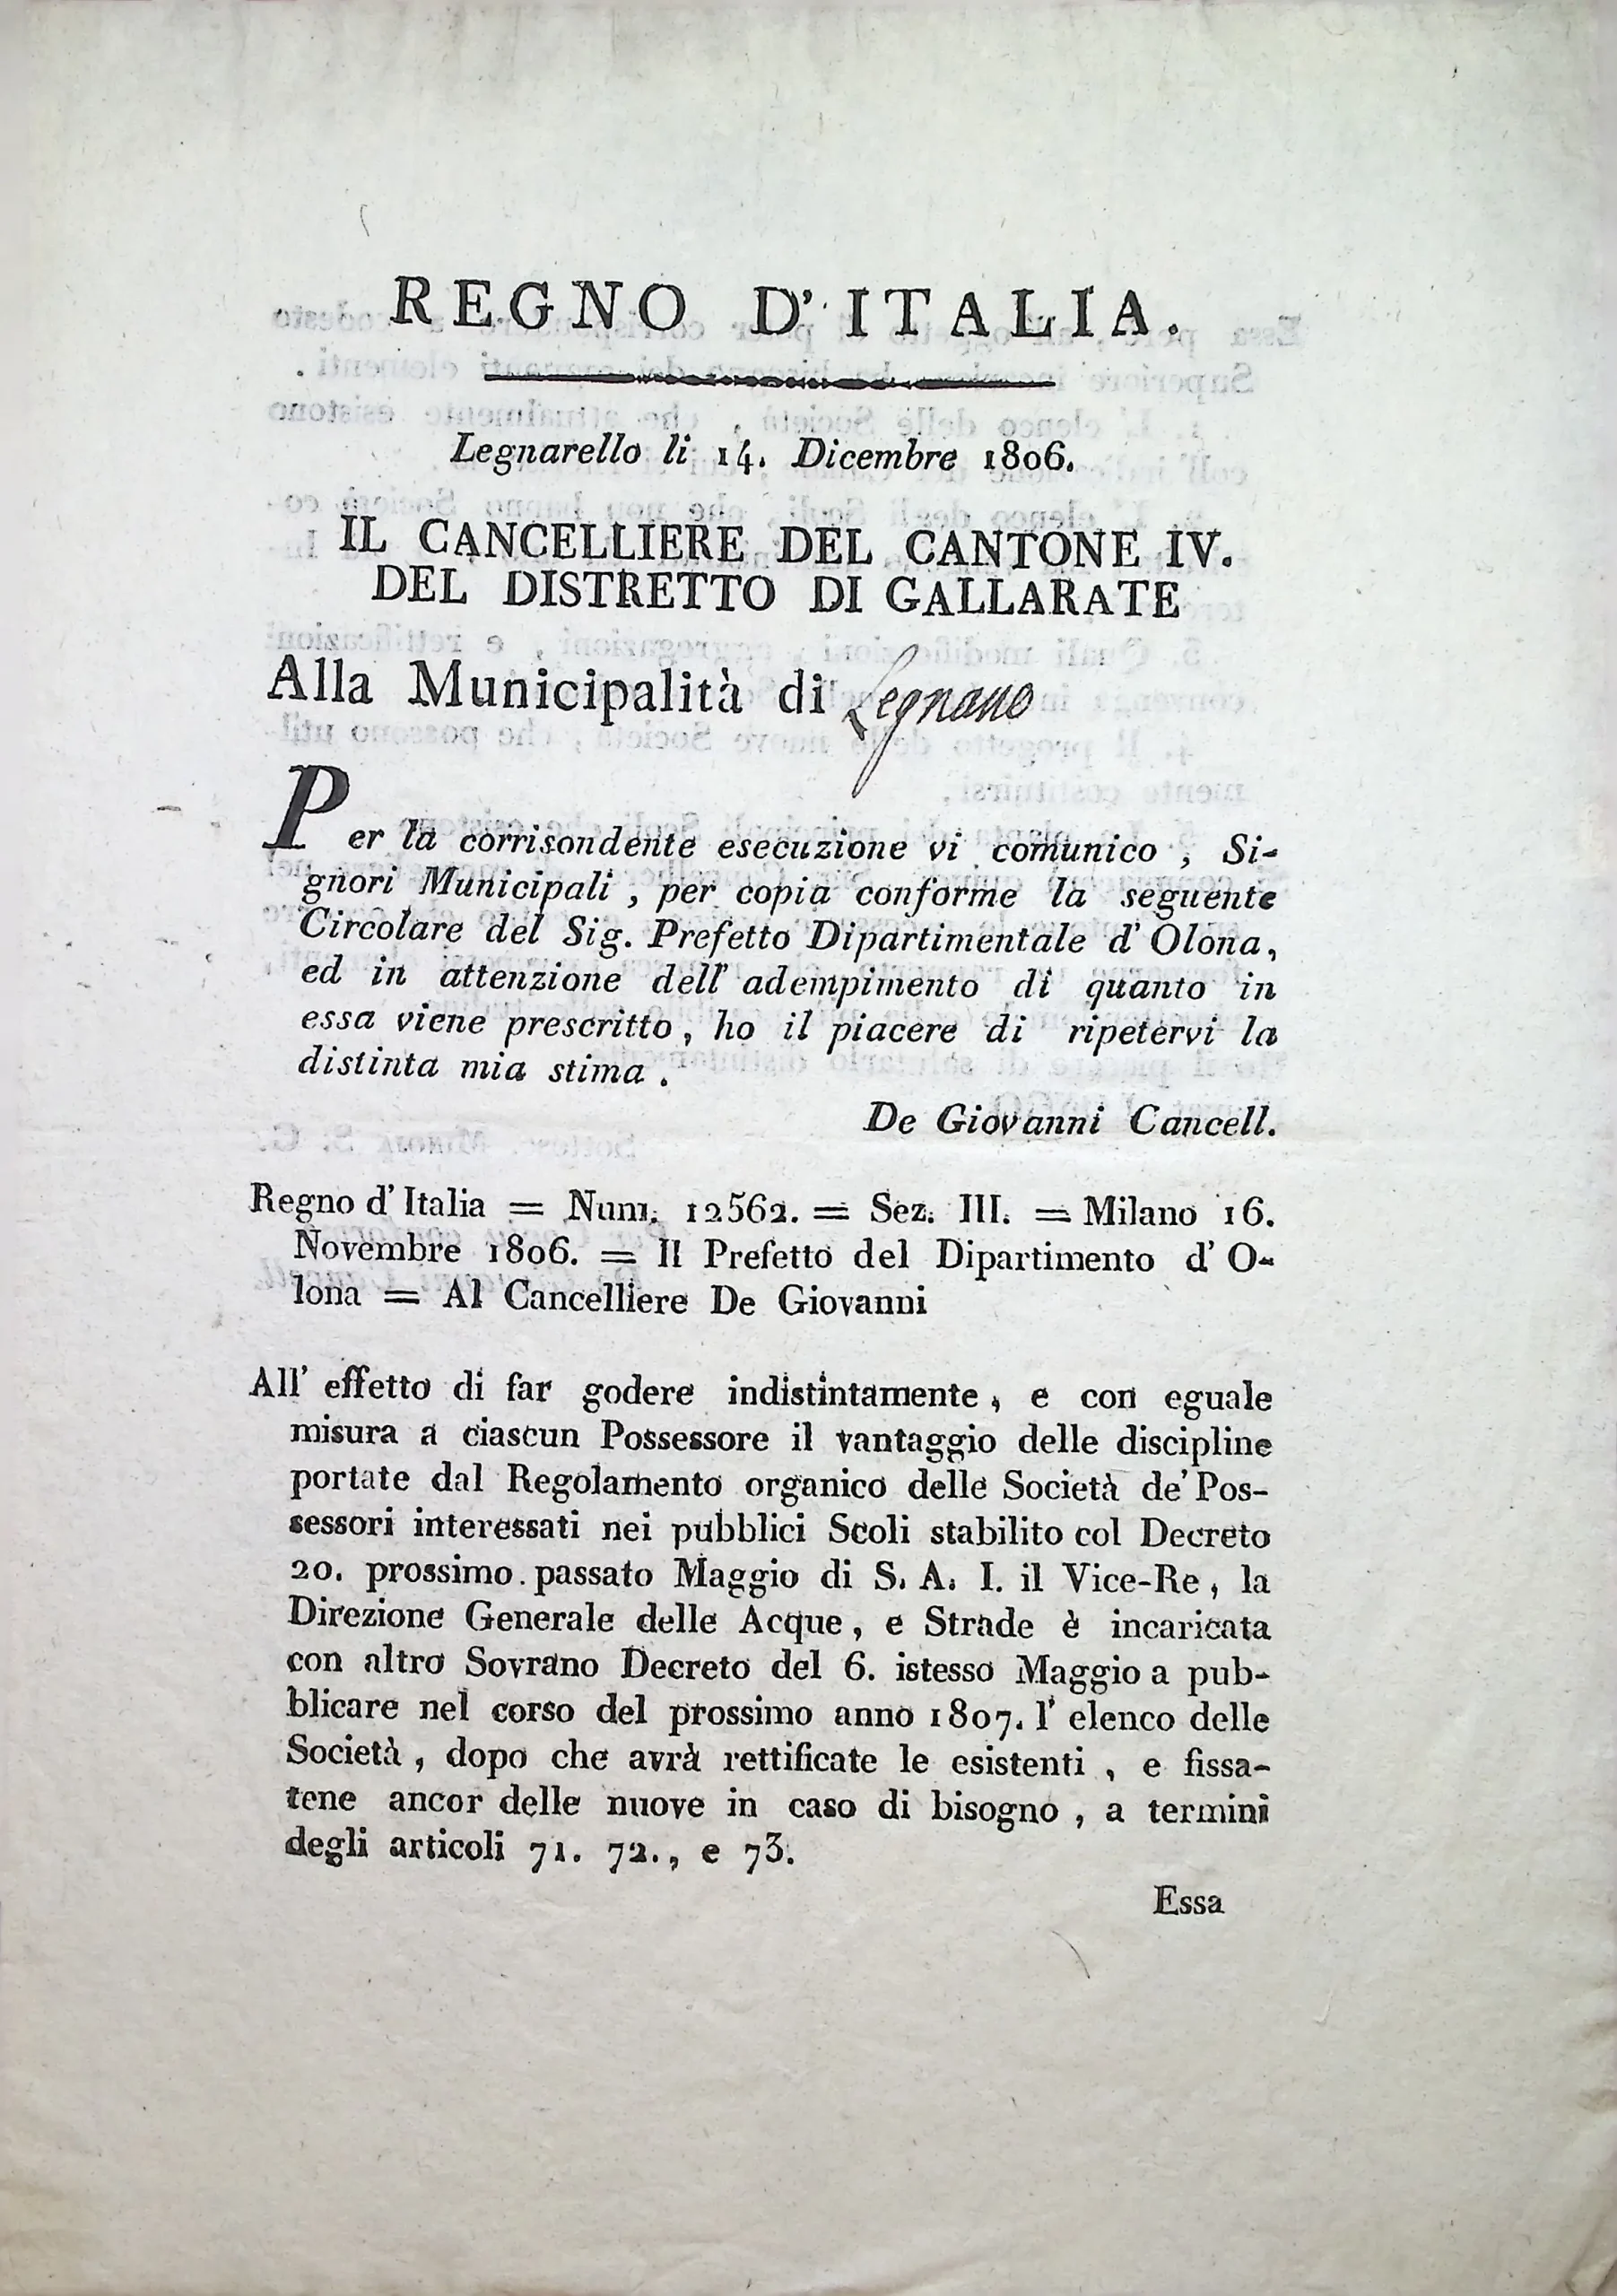 REGNO D' ITALIA.
Legnarello li 14. Dicembre 1806.
IL CANCELLIERE DEL CANTONE IV.
DEL DISTRETTO DI GALLARATE
Alla Municipalità di Legnano
Per la corrisondente esecuzione vi comunico , Si-
gnori Municipali , per copia conforme la seguente
Circolare del Sig. Prefetto Dipartimentale d' Olona,
ed in attenzione dell' adempimento di quanto in
essa viene prescritto, ho il piacere di ripetervi la
distinta mia stima .
De Giovanni Cancell.
Regno d' Italia = Num. 12562. = Sez. III. = Milano 16.
Novembre 1806. = Il Prefetto del Dipartimento d' O-
lona = Al Cancelliere De Giovanni
All' effetto di far godere indistintamente, e con eguale
misura a ciascun Possessore il vantaggio delle discipline
portate dal Regolamento organico delle Società de' Pos-
sessori interessati nei pubblici Scoli stabilito col Decreto
20. prossimo passato Maggio di S. A. I. il Vice-Re, la
Direzione Generale delle Acque, e Strade è incaricata
con altro Sovrano Decreto del 6. istesso Maggio a pub-
blicare nel corso del prossimo anno 1807. l' elenco delle
Società , dopo che avrà rettificate le esistenti , e fissa-
tene ancor delle nuove in caso di bisogno , a termini
degli articoli 71. 72., e 73.
Essa